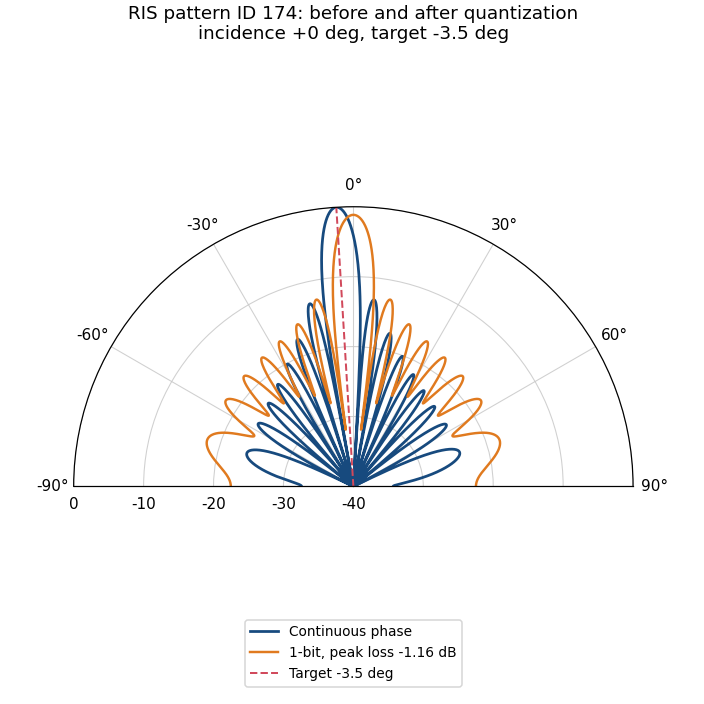 RIS pattern ID 174: before and after quantization
incidence +0 deg, target -3.5 deg
0°
-30°
30°
-60°
60°
-90°
90°
0
-10
-20
-30
-40
Continuous phase
1-bit, peak loss -1.16 dB
Target -3.5 deg